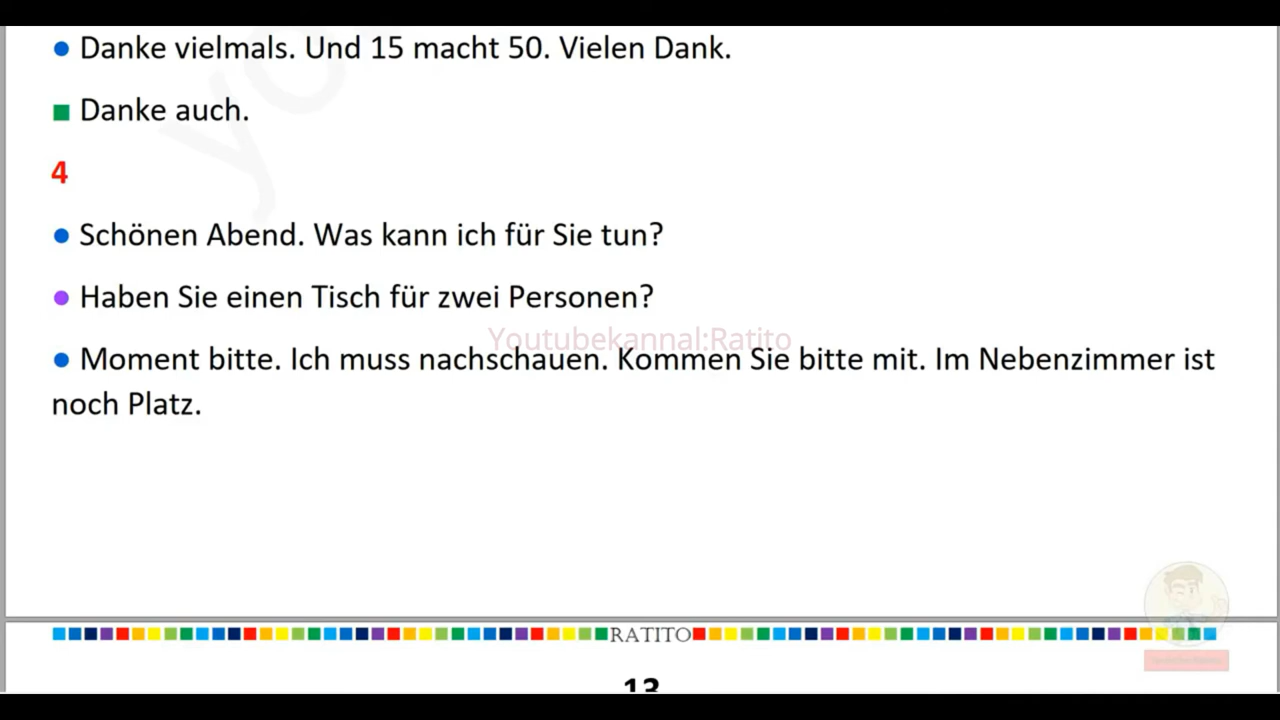 Danke vielmals. Und 15 macht 50. Vielen Dank.
Danke auch.
4
Schönen Abend. Was kann ich für Sie tun?
Haben Sie einen Tisch für zwei Personen?
Youtubekannal:Ratito
Moment bitte. Ich muss nachschauen. Kommen Sie bitte mit. Im Nebenzimmer ist
noch Platz.
RATITO
13